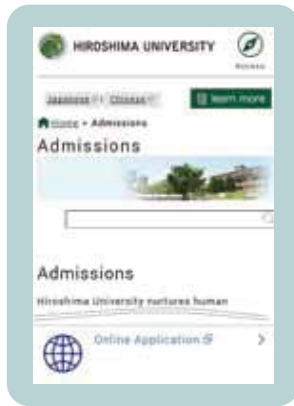 HIROSHIMA UNIVERSITY
Access
Japanese Chinese
learn more
Home > Admissions
Admissions
Admissions
Hiroshima University nurtures human
Online Application